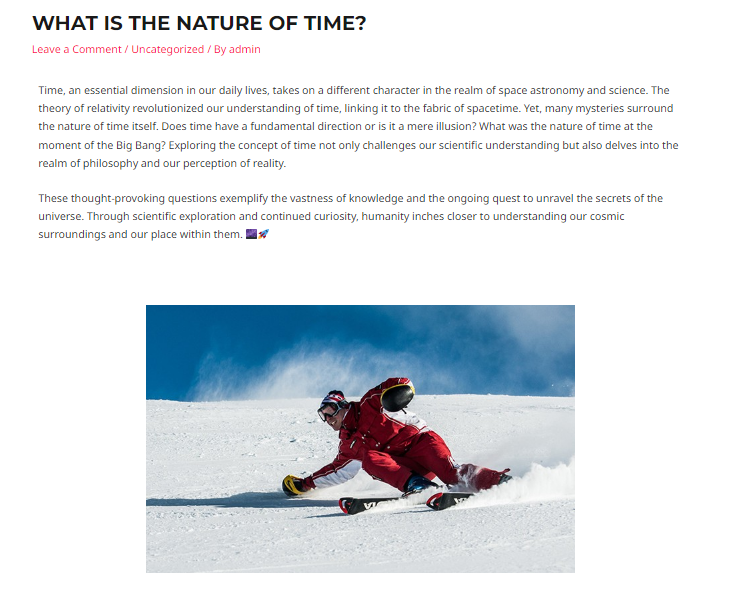 WHAT IS THE NATURE OF TIME?
Leave a Comment / Uncategorized / By admin
Time, an essential dimension in our daily lives, takes on a different character in the realm of space astronomy and science. The
theory of relativity revolutionized our understanding of time, linking it to the fabric of spacetime. Yet, many mysteries surround
the nature of time itself. Does time have a fundamental direction or is it a mere illusion? What was the nature of time at the
moment of the Big Bang? Exploring the concept of time not only challenges our scientific understanding but also delves into the
realm of philosophy and our perception of reality.
These thought-provoking questions exemplify the vastness of knowledge and the ongoing quest to unravel the secrets of the
universe. Through scientific exploration and continued curiosity, humanity inches closer to understanding our cosmic
surroundings and our place within them. 🌌🚀